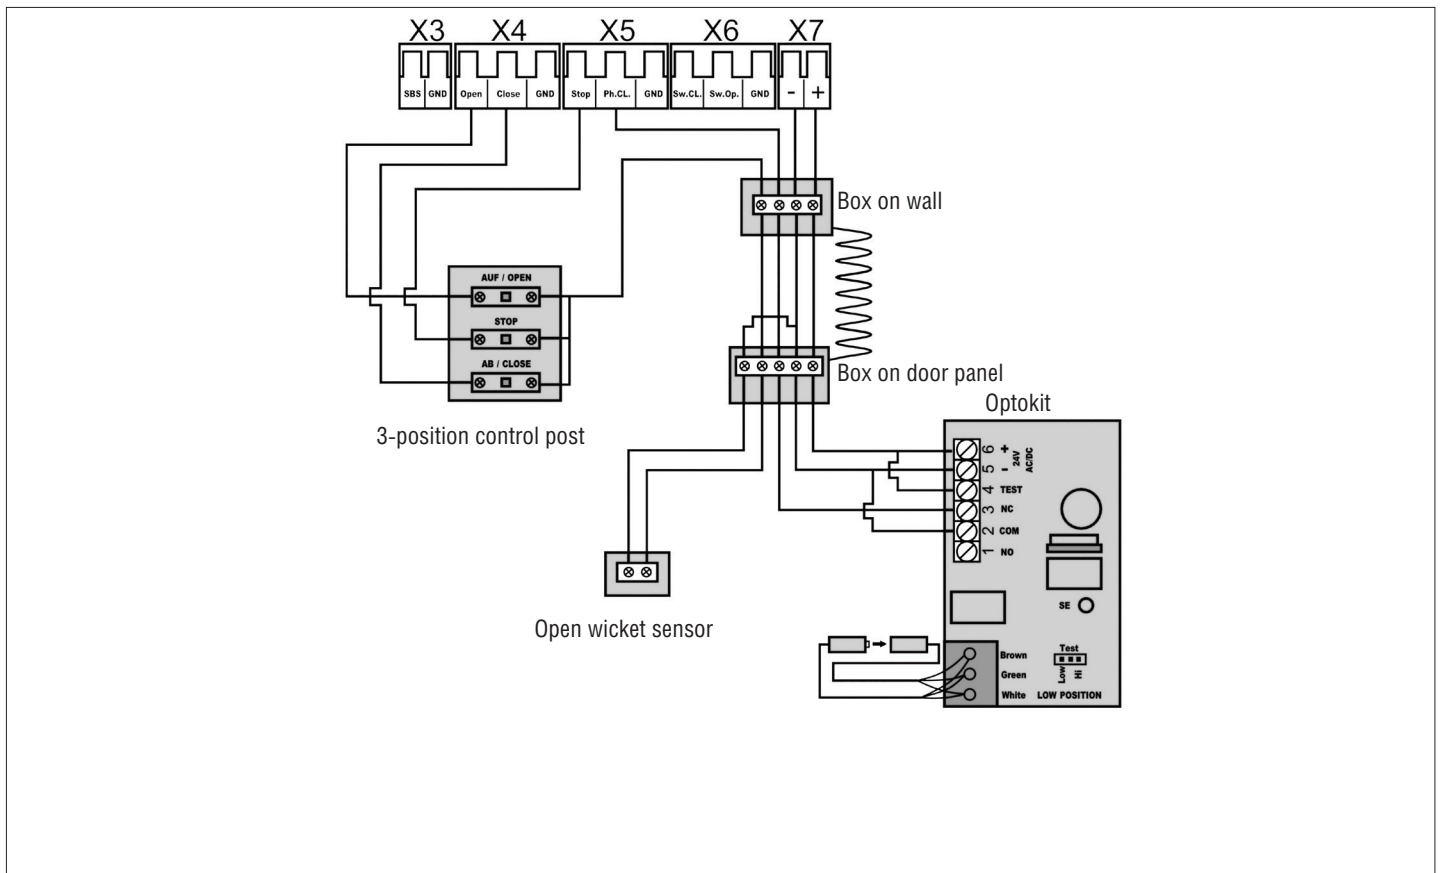 X3 X4 X5 X6 X7
SBS GND Open Close GND Stop Ph.CL. GND Sw.CL. Sw.Op. GND - +
Box on wall
AUF / OPEN
STOP
AB / CLOSE
3-position control post
Box on door panel
Optokit
6 +
5 -
24V
AC/DC
4 TEST
3 NC
2 COM
1 NO
SE
Open wicket sensor
Brown
Green
White
Test
Low
Hi
LOW POSITION